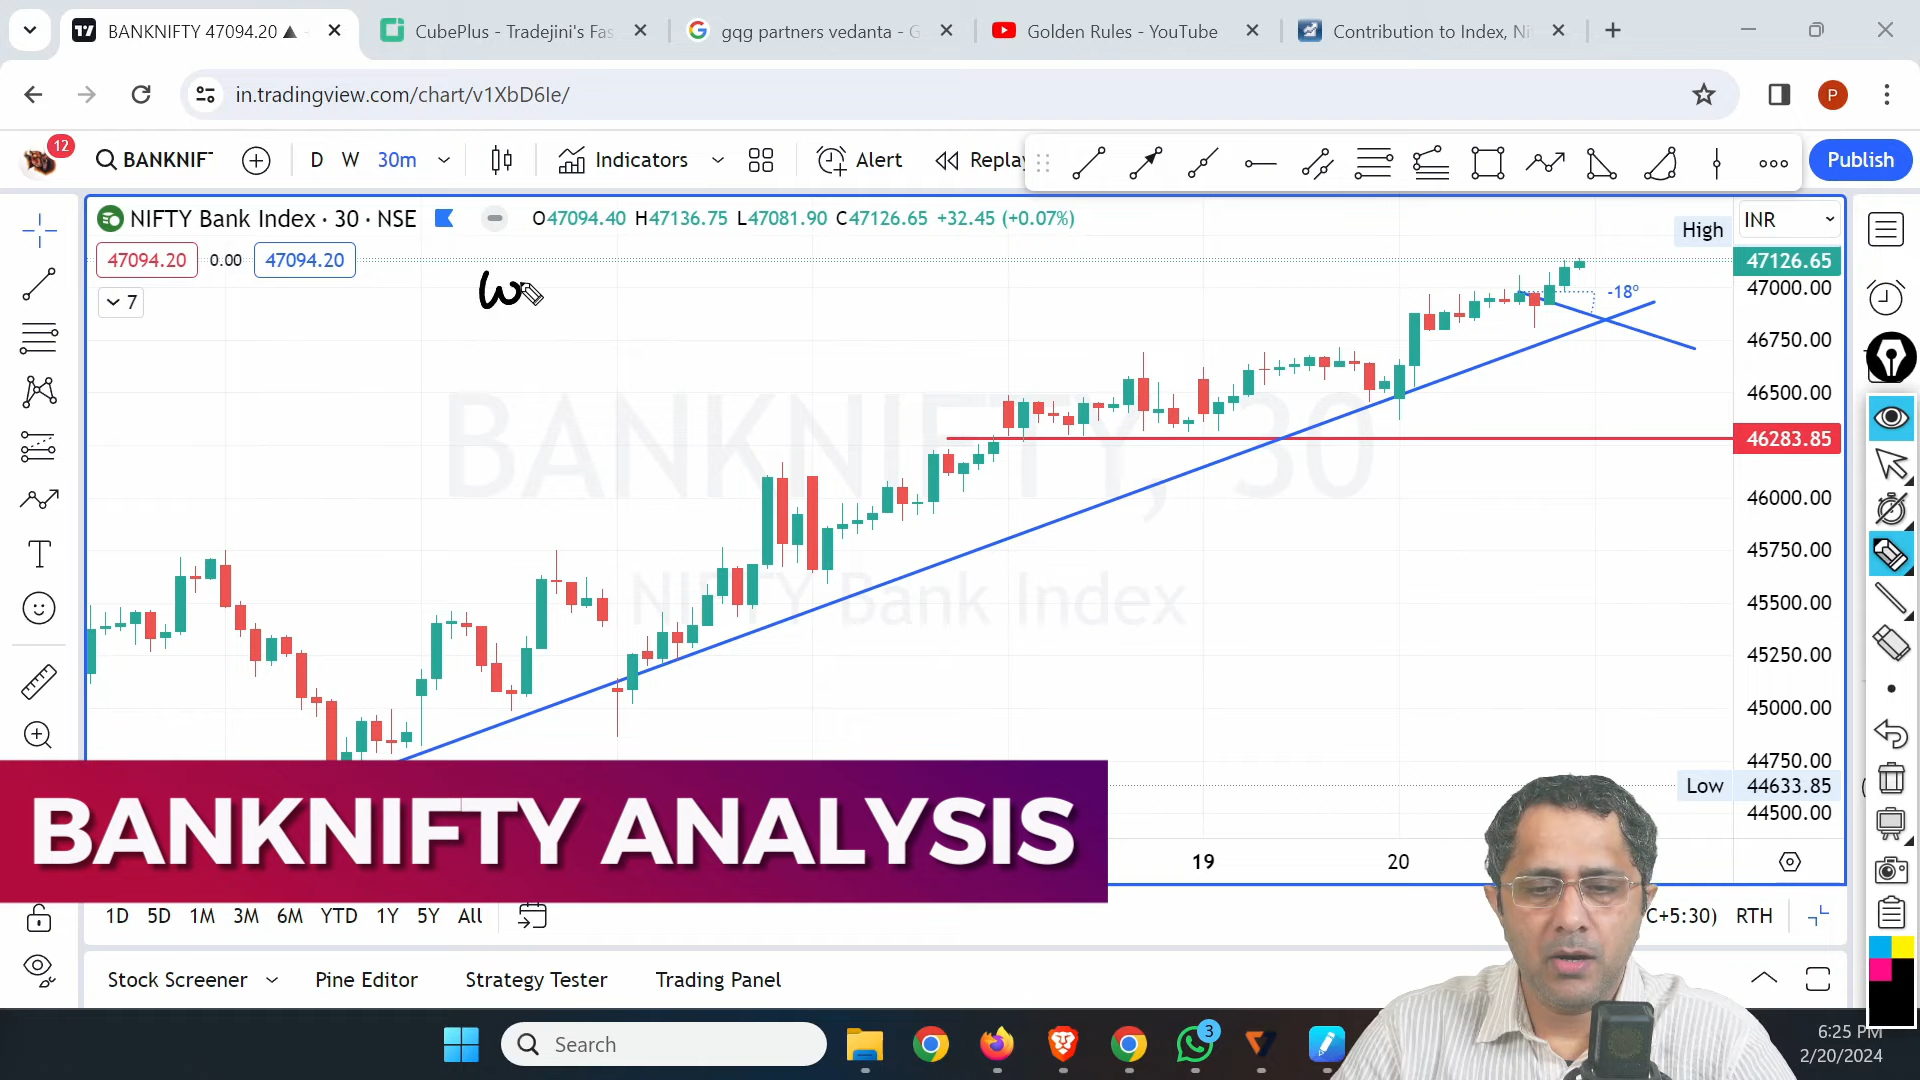 BANKNIFTY 47094.20 ▲
CubePlus - Tradejini's Fas
gqg partners vedanta - G
Golden Rules - YouTube
Contribution to Index, Ni
in.tradingview.com/chart/v1XbD6Ie/
P
12
BANKNIF
D W 30m
Indicators
Alert
Replay
Publish
NIFTY Bank Index · 30 · NSE
O47094.40 H47136.75 L47081.90 C47126.65 +32.45 (+0.07%)
INR
High
47094.20 0.00 47094.20
7
47126.65
47000.00
-18º
46750.00
46500.00
46283.85
46000.00
45750.00
45500.00
45250.00
45000.00
44750.00
Low 44633.85
44500.00
BANKNIFTY, 30
NIFTY Bank Index
BANKNIFTY ANALYSIS
19 20
1D 5D 1M 3M 6M YTD 1Y 5Y All
C+5:30) RTH
Stock Screener Pine Editor Strategy Tester Trading Panel
Search
3
6:25 PM
2/20/2024